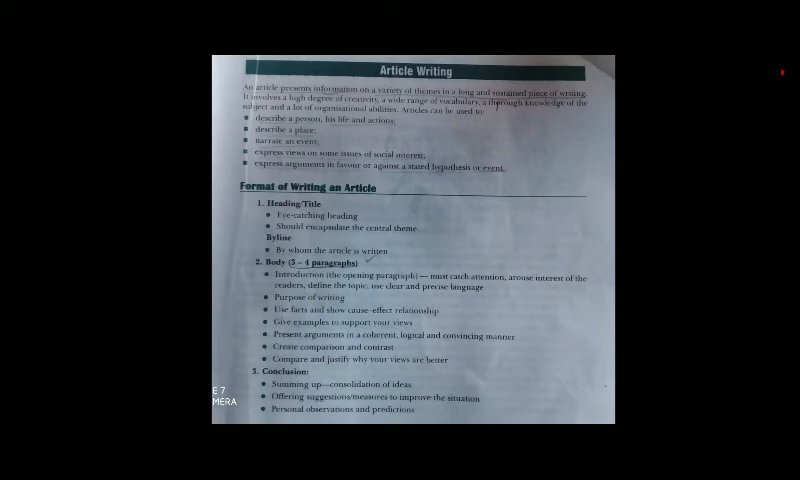 Article Writing
An article presents information on a variety of themes in a long and sustained piece of writing.
It involves a high degree of creativity, a wide range of vocabulary, a thorough knowledge of the
subject and a lot of organisational abilities. Articles can be used to:
■ describe a person, his life and actions;
■ describe a place;
■ narrate an event;
■ express views on some issues of social interest;
■ express arguments in favour or against a stated hypothesis or event.
Format of Writing an Article
1. Heading/Title
• Eye-catching heading
• Should encapsulate the central theme
Byline
• By whom the article is written
2. Body (3 – 4 paragraphs)
• Introduction (the opening paragraph) — must catch attention, arouse interest of the
readers, define the topic, use clear and precise language
• Purpose of writing
• Use facts and show cause-effect relationship
• Give examples to support your views
• Present arguments in a coherent, logical and convincing manner
• Create comparison and contrast
• Compare and justify why your views are better
3. Conclusion:
• Summing up—consolidation of ideas
• Offering suggestions/measures to improve the situation
• Personal observations and predictions
E 7
MERA